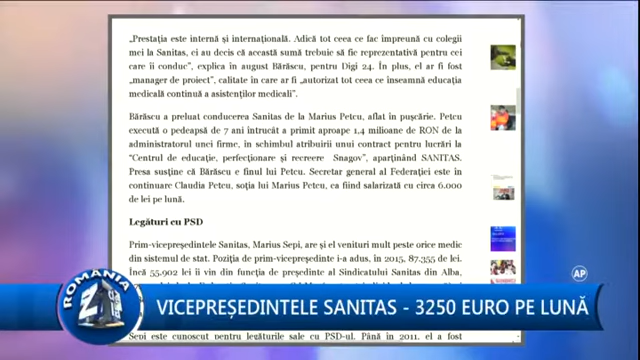 „Prestația este internă și internațională. Adică tot ceea ce fac împreună cu colegii
mei la Sanitas, ei au decis că această sumă trebuie să fie reprezentativă pentru cei
care îi conduc”, explica în august Bărăscu, pentru Digi 24. În plus, el ar fi fost
„manager de proiect”, calitate în care ar fi „autorizat tot ceea ce înseamnă educația
medicală continuă a asistenților medicali”.
Bărăscu a preluat conducerea Sanitas de la Marius Petcu, aflat în pușcărie. Petcu
execută o pedeapsă de 7 ani întrucât a primit aproape 1,4 milioane de RON de la
administratorul unei firme, în schimbul atribuirii unui contract pentru lucrări la
“Centrul de educație, perfecționare și recreere Snagov”, aparținând SANITAS.
Presa susține că Bărăscu e finul lui Petcu. Secretar general al Federației este în
continuare Claudia Petcu, soția lui Marius Petcu, ca fiind salarizată cu circa 6.000
de lei pe lună.
Legături cu PSD
Prim-vicepreședintele Sanitas, Marius Sepi, are și el venituri mult peste orice medic
din sistemul de stat. Poziția de prim-vicepreședinte i-a adus, în 2015, 87.355 de lei.
Încă 55.902 lei îi vin din funcția de președinte al Sindicatului Sanitas din Alba,
AP
ROMANIA
Z
VICEPREȘEDINTELE SANITAS - 3250 EURO PE LUNĂ
Sepi este cunoscut pentru legăturile sale cu PSD-ul. Până în 2011, el a fost